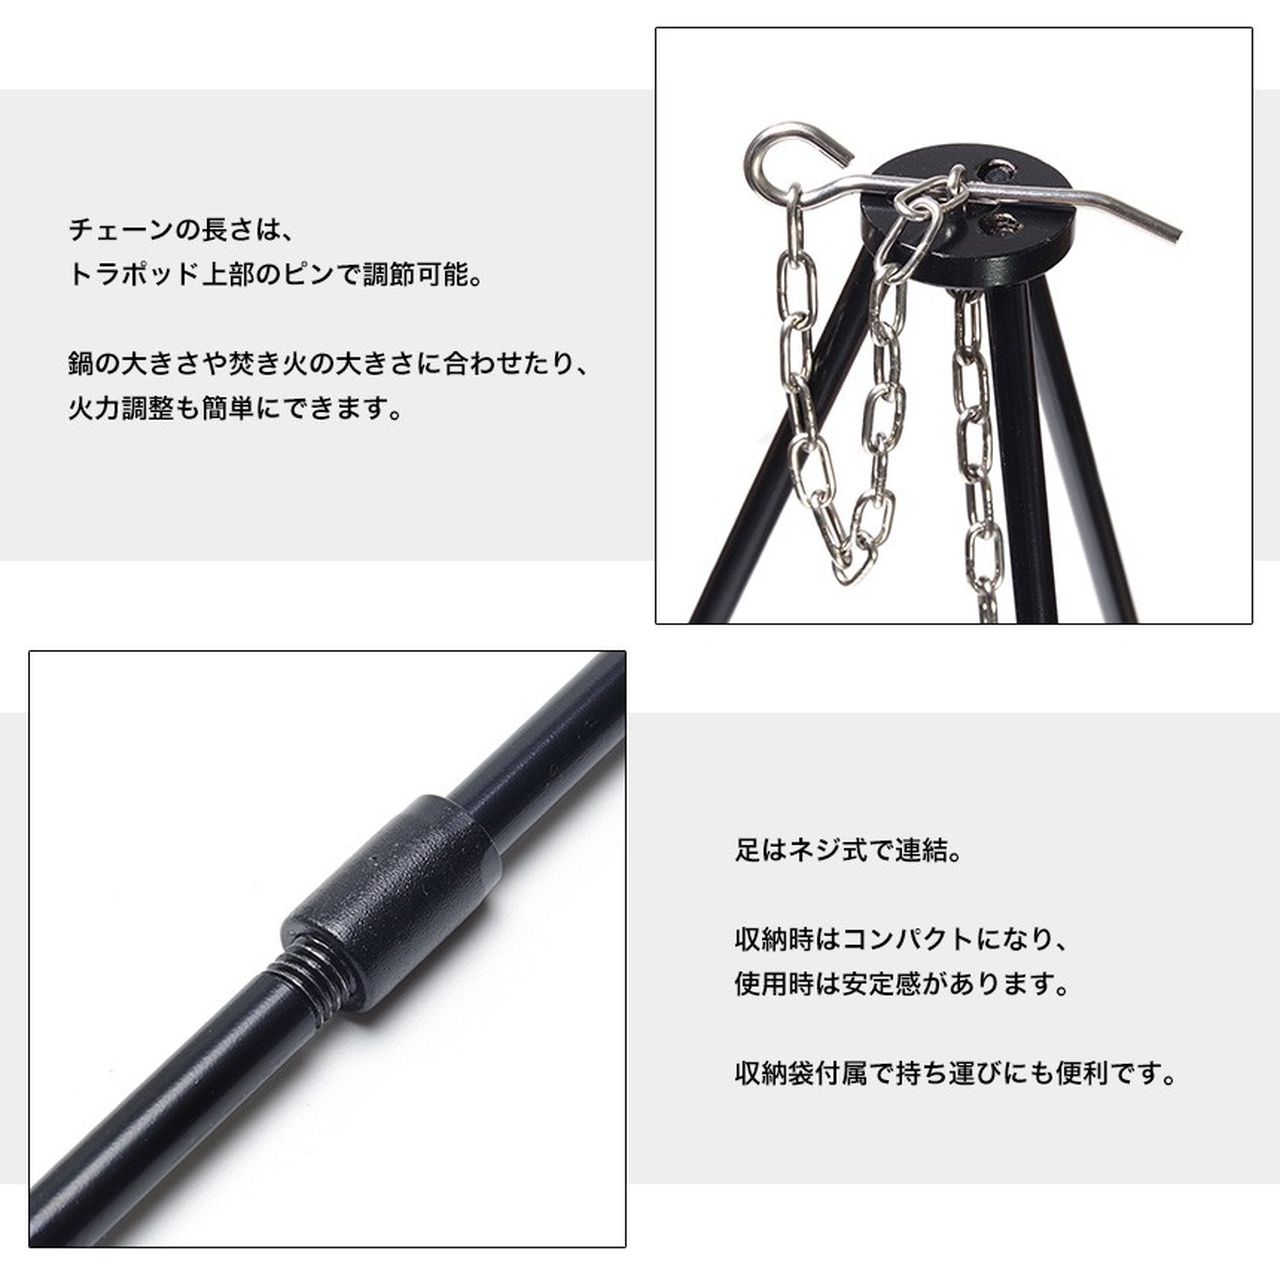 チェーンの長さは、
トラポッド上部のピンで調節可能。
鍋の大きさや焚き火の大きさに合わせたり、
火力調整も簡単にできます。
足はネジ式で連結。
収納時はコンパクトになり、
使用時は安定感があります。
収納袋付属で持ち運びにも便利です。